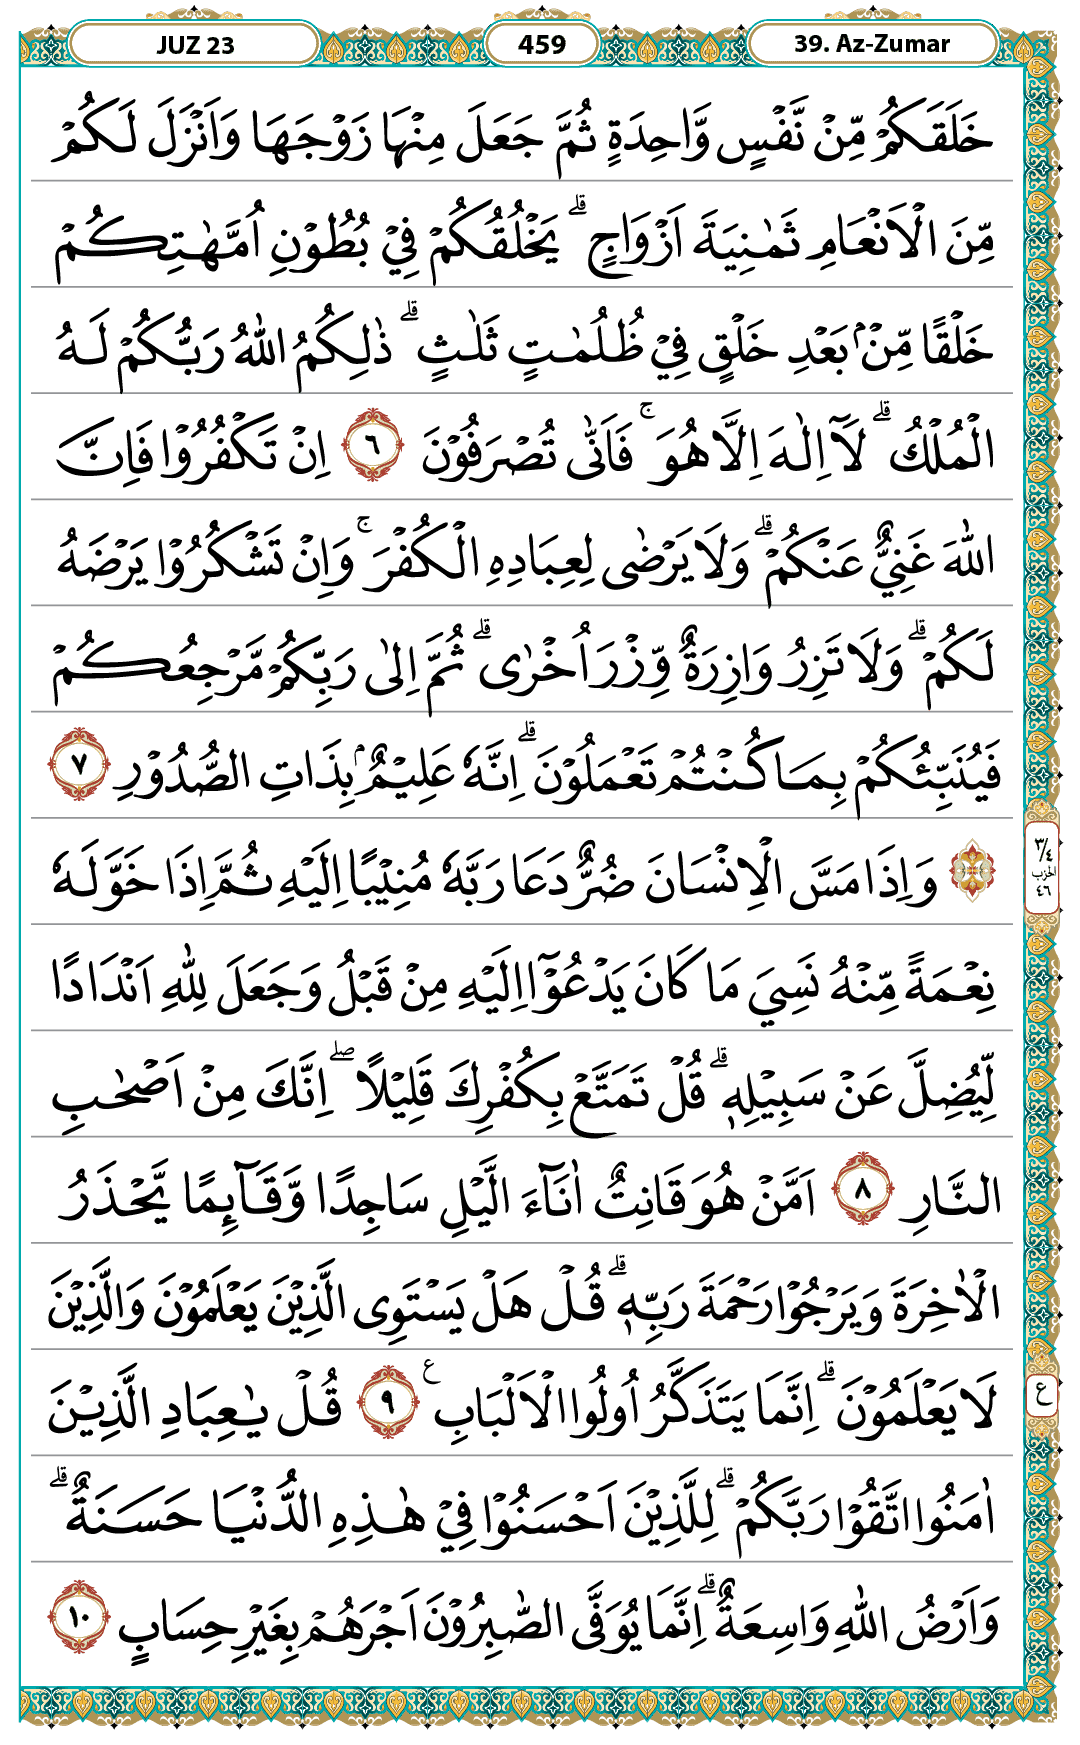 JUZ 23
459
39. Az-Zumar
خَلَقَكُمْ مِّنْ نَّفْسٍ وَّاحِدَةٍ ثُمَّ جَعَلَ مِنْهَا زَوْجَهَا وَاَنْزَلَ لَكُمْ
مِّنَ الْاَنْعَامِ ثَمٰنِيَةَ اَزْوَاجٍ ۗ يَخْلُقُكُمْ فِيْ بُطُوْنِ اُمَّهٰتِكُمْ
خَلْقًا مِّنْۢ بَعْدِ خَلْقٍ فِيْ ظُلُمٰتٍ ثَلٰثٍ ۗ ذٰلِكُمُ اللّٰهُ رَبُّكُمْ لَهُ
الْمُلْكُ ۗ لَآ اِلٰهَ اِلَّا هُوَ ۚ فَاَنّٰى تُصْرَفُوْنَ ٦ اِنْ تَكْفُرُوْا فَاِنَّ
اللّٰهَ غَنِيٌّ عَنْكُمْ ۗ وَلَا يَرْضٰى لِعِبَادِهِ الْكُفْرَ ۚ وَاِنْ تَشْكُرُوْا يَرْضَهُ
لَكُمْ ۗ وَلَا تَزِرُ وَازِرَةٌ وِّزْرَ اُخْرٰى ۗ ثُمَّ اِلٰى رَبِّكُمْ مَّرْجِعُكُمْ
فَيُنَبِّئُكُمْ بِمَا كُنْتُمْ تَعْمَلُوْنَ ۗ اِنَّهٗ عَلِيْمٌۢ بِذَاتِ الصُّدُوْرِ ٧
۞ وَاِذَا مَسَّ الْاِنْسَانَ ضُرٌّ دَعَا رَبَّهٗ مُنِيْبًا اِلَيْهِ ثُمَّ اِذَا خَوَّلَهٗ
٣/٤
الحزب
٤٦
نِعْمَةً مِّنْهُ نَسِيَ مَا كَانَ يَدْعُوْٓا اِلَيْهِ مِنْ قَبْلُ وَجَعَلَ لِلّٰهِ اَنْدَادًا
لِّيُضِلَّ عَنْ سَبِيْلِهٖ ۗ قُلْ تَمَتَّعْ بِكُفْرِكَ قَلِيْلًا ۖ اِنَّكَ مِنْ اَصْحٰبِ
النَّارِ ٨ اَمَّنْ هُوَ قَانِتٌ اٰنَاۤءَ الَّيْلِ سَاجِدًا وَّقَاۤىِٕمًا يَّحْذَرُ
الْاٰخِرَةَ وَيَرْجُوْا رَحْمَةَ رَبِّهٖ ۗ قُلْ هَلْ يَسْتَوِى الَّذِيْنَ يَعْلَمُوْنَ وَالَّذِيْنَ
لَا يَعْلَمُوْنَ ۗ اِنَّمَا يَتَذَكَّرُ اُولُوا الْاَلْبَابِ ࣖ ٩ قُلْ يٰعِبَادِ الَّذِيْنَ
ع
اٰمَنُوا اتَّقُوْا رَبَّكُمْ ۗ لِلَّذِيْنَ اَحْسَنُوْا فِيْ هٰذِهِ الدُّنْيَا حَسَنَةٌ ۗ
وَاَرْضُ اللّٰهِ وَاسِعَةٌ ۗ اِنَّمَا يُوَفَّى الصّٰبِرُوْنَ اَجْرَهُمْ بِغَيْرِ حِسَابٍ ١٠